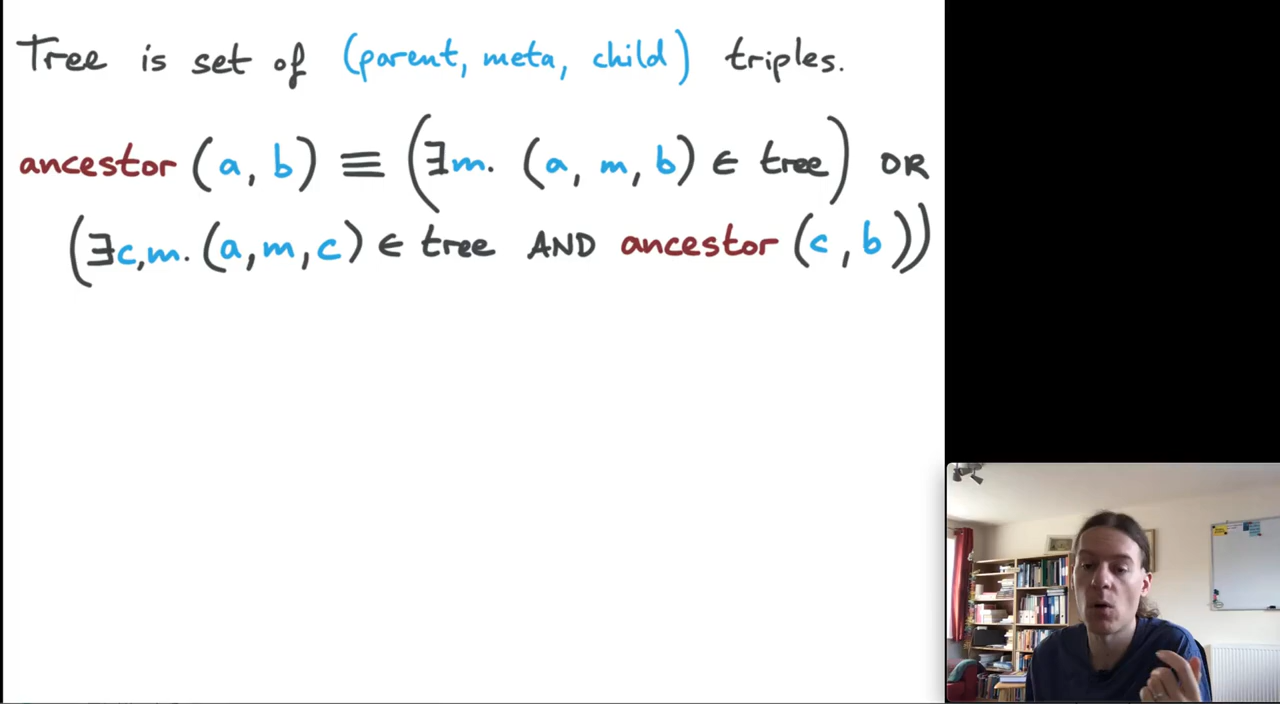 Tree is set of (parent, meta, child) triples.
ancestor (a, b) ≡ (∃m. (a, m, b) ∈ tree) OR
(∃c,m. (a,m,c) ∈ tree AND ancestor (c, b))